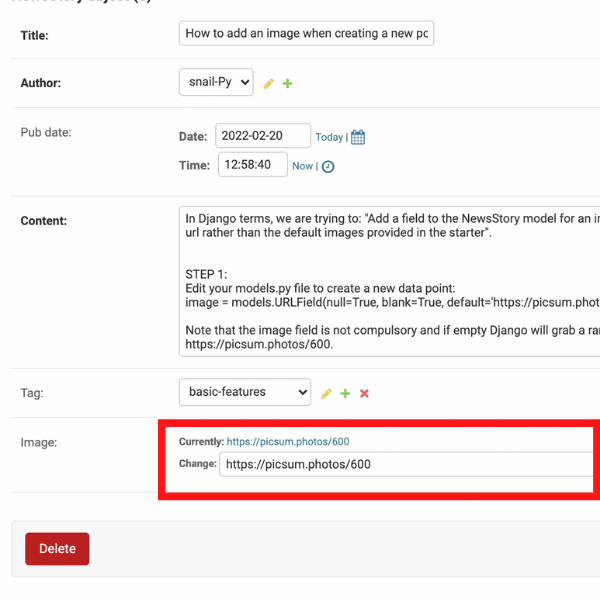 Title:
How to add an image when creating a new po
Author:
snail-Py
Pub date:
Date: 2022-02-20 Today |
Time: 12:58:40 Now |
Content:
In Django terms, we are trying to: "Add a field to the NewsStory model for an i
url rather than the default images provided in the starter".
STEP 1:
Edit your models.py file to create a new data point:
image = models.URLField(null=True, blank=True, default='https://picsum.phot
Note that the image field is not compulsory and if empty Django will grab a ra
https://picsum.photos/600.
Tag:
basic-features
Image:
Currently: https://picsum.photos/600
Change: https://picsum.photos/600
Delete